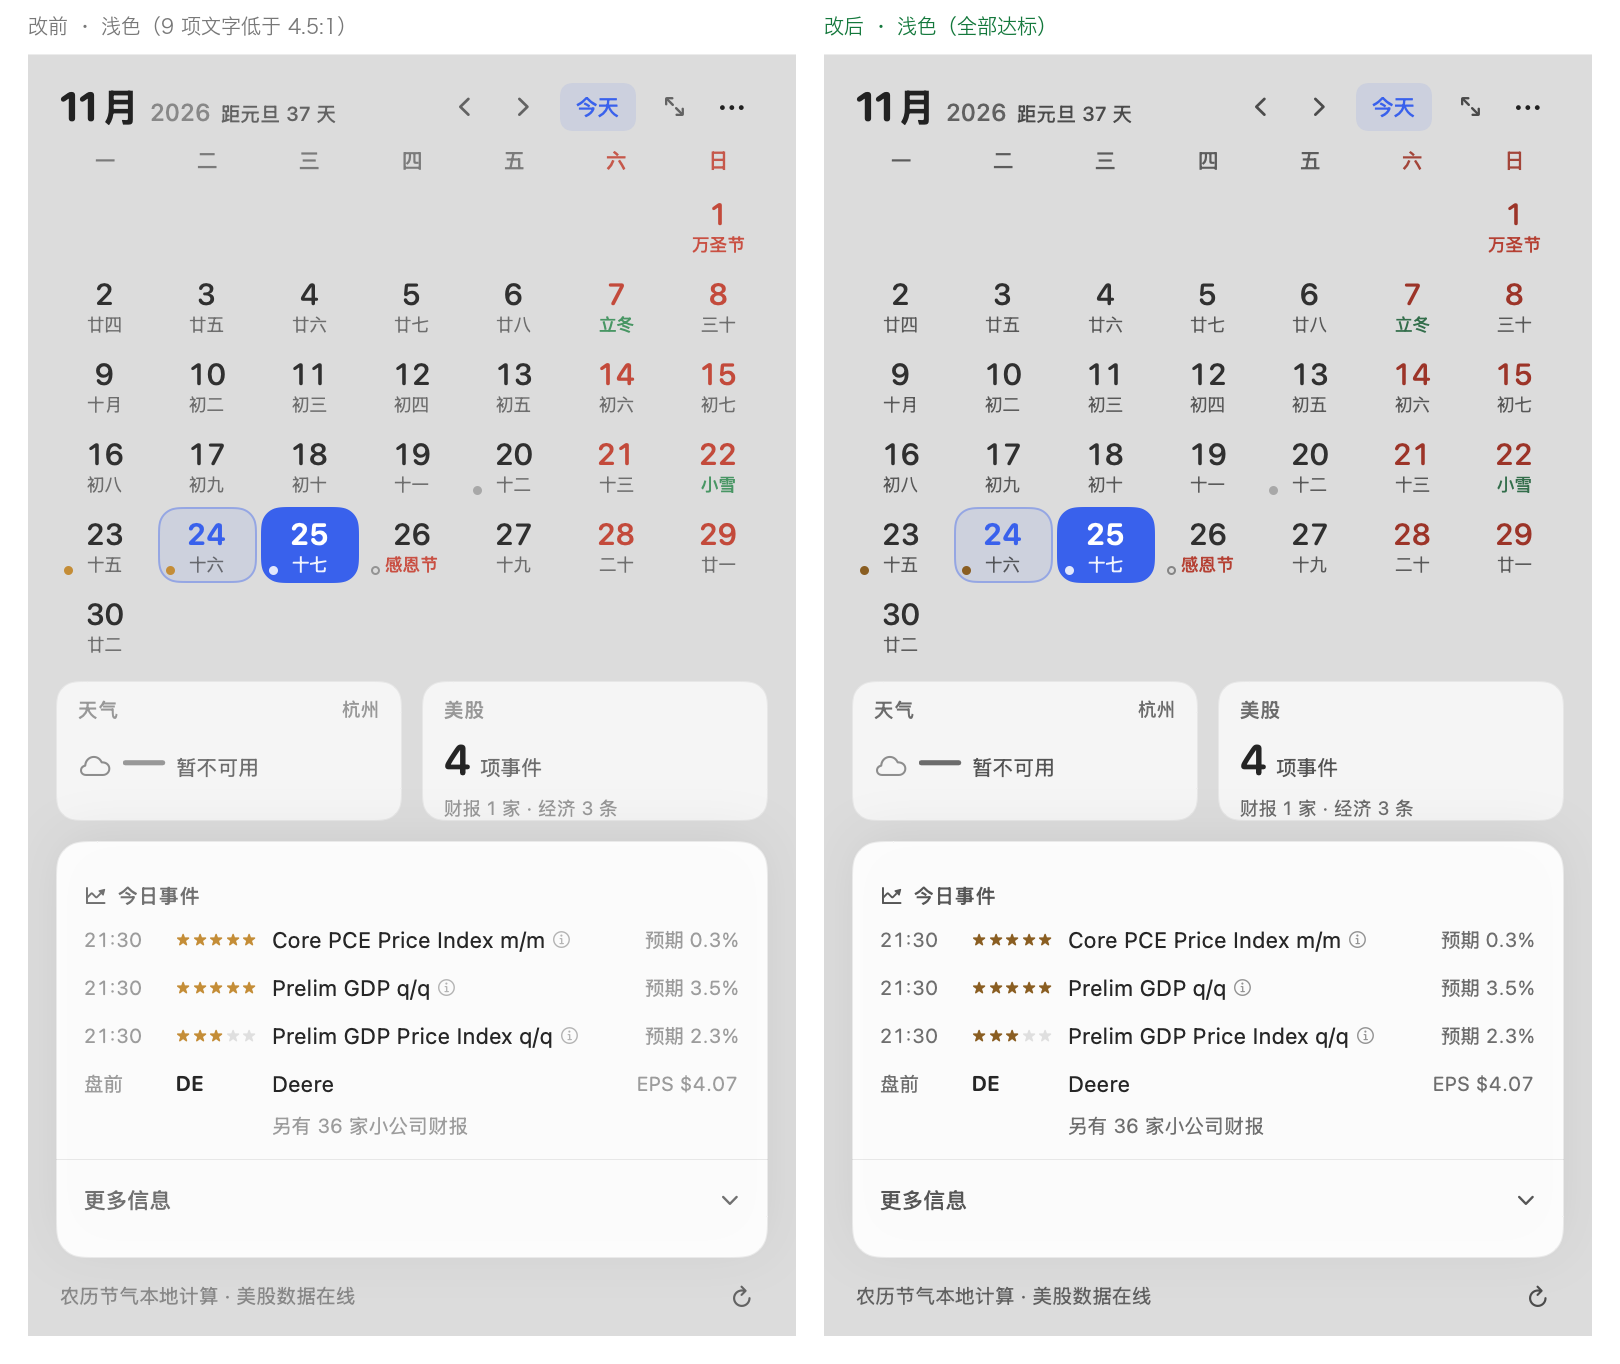 改前 · 浅色（9 项文字低于 4.5:1）
11月 2026 距元旦 37 天 今天
一 二 三 四 五 六 日
1
万圣节
2 3 4 5 6 7 8
廿四 廿五 廿六 廿七 廿八 立冬 三十
9 10 11 12 13 14 15
十月 初二 初三 初四 初五 初六 初七
16 17 18 19 20 21 22
初八 初九 初十 十一 十二 十三 小雪
23 24 25 26 27 28 29
十五 十六 十七 感恩节 十九 二十 廿一
30
廿二
天气 杭州
暂不可用
美股
4 项事件
财报 1 家 · 经济 3 条
今日事件
21:30 ★★★★★ Core PCE Price Index m/m 预期 0.3%
21:30 ★★★★★ Prelim GDP q/q 预期 3.5%
21:30 ★★★★★ Prelim GDP Price Index q/q 预期 2.3%
盘前 DE Deere EPS $4.07
另有 36 家小公司财报
更多信息
农历节气本地计算 · 美股数据在线
改后 · 浅色（全部达标）
11月 2026 距元旦 37 天 今天
一 二 三 四 五 六 日
1
万圣节
2 3 4 5 6 7 8
廿四 廿五 廿六 廿七 廿八 立冬 三十
9 10 11 12 13 14 15
十月 初二 初三 初四 初五 初六 初七
16 17 18 19 20 21 22
初八 初九 初十 十一 十二 十三 小雪
23 24 25 26 27 28 29
十五 十六 十七 感恩节 十九 二十 廿一
30
廿二
天气 杭州
暂不可用
美股
4 项事件
财报 1 家 · 经济 3 条
今日事件
21:30 ★★★★★ Core PCE Price Index m/m 预期 0.3%
21:30 ★★★★★ Prelim GDP q/q 预期 3.5%
21:30 ★★★★★ Prelim GDP Price Index q/q 预期 2.3%
盘前 DE Deere EPS $4.07
另有 36 家小公司财报
更多信息
农历节气本地计算 · 美股数据在线